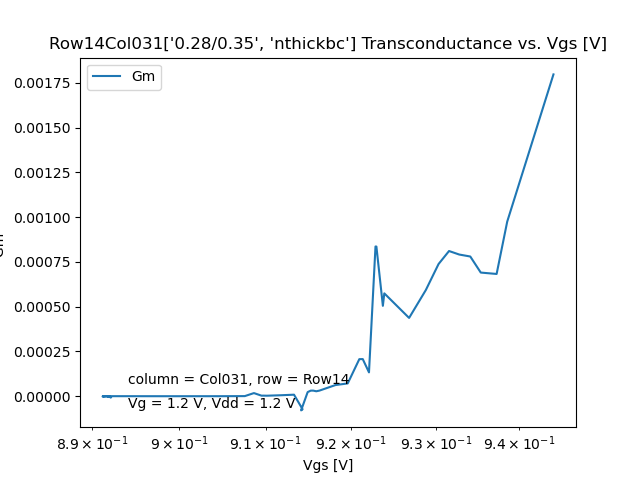 Row14Col031['0.28/0.35', 'nthickbc'] Transconductance vs. Vgs [V]
Gm
0.00175
0.00150
0.00125
0.00100
0.00075
0.00050
0.00025
0.00000
Gm
column = Col031, row = Row14
Vg = 1.2 V, Vdd = 1.2 V
8.9 × 10⁻¹ 9 × 10⁻¹ 9.1 × 10⁻¹ 9.2 × 10⁻¹ 9.3 × 10⁻¹ 9.4 × 10⁻¹
Vgs [V]